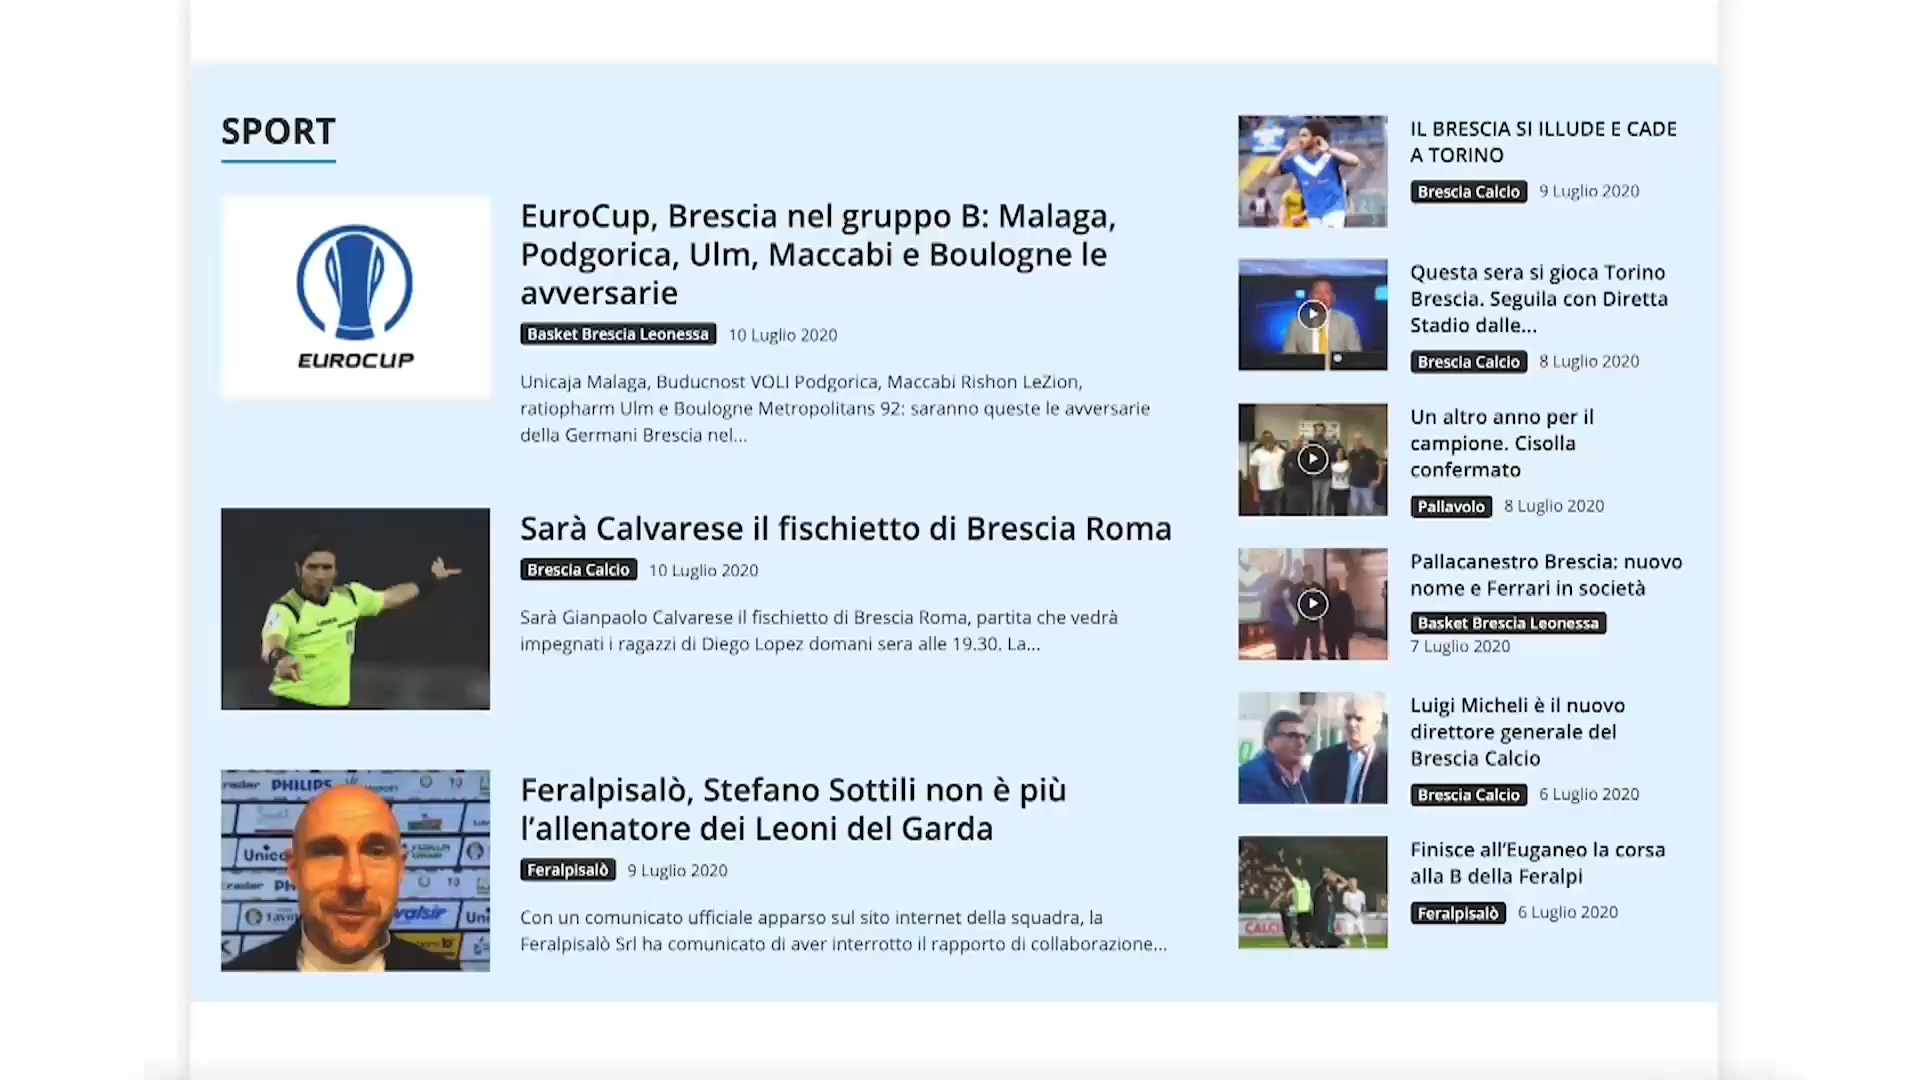 SPORT
EUROCUP
EuroCup, Brescia nel gruppo B: Malaga,
Podgorica, Ulm, Maccabi e Boulogne le
avversarie
Basket Brescia Leonessa 10 Luglio 2020
Unicaja Malaga, Buducnost VOLI Podgorica, Maccabi Rishon LeZion,
ratiopharm Ulm e Boulogne Metropolitans 92: saranno queste le avversarie
della Germani Brescia nel...
Sarà Calvarese il fischietto di Brescia Roma
Brescia Calcio 10 Luglio 2020
Sarà Gianpaolo Calvarese il fischietto di Brescia Roma, partita che vedrà
impegnati i ragazzi di Diego Lopez domani sera alle 19.30. La...
PHILIPS
Feralpisalò, Stefano Sottili non è più
l'allenatore dei Leoni del Garda
Feralpisalò 9 Luglio 2020
Con un comunicato ufficiale apparso sul sito internet della squadra, la
Feralpisalò Srl ha comunicato di aver interrotto il rapporto di collaborazione...
IL BRESCIA SI ILLUDE E CADE
A TORINO
Brescia Calcio 9 Luglio 2020
Questa sera si gioca Torino
Brescia. Seguila con Diretta
Stadio dalle...
Brescia Calcio 8 Luglio 2020
Un altro anno per il
campione. Cisolla
confermato
Pallavolo 8 Luglio 2020
Pallacanestro Brescia: nuovo
nome e Ferrari in società
Basket Brescia Leonessa
7 Luglio 2020
Luigi Micheli è il nuovo
direttore generale del
Brescia Calcio
Brescia Calcio 6 Luglio 2020
Finisce all'Euganeo la corsa
alla B della Feralpi
Feralpisalò 6 Luglio 2020